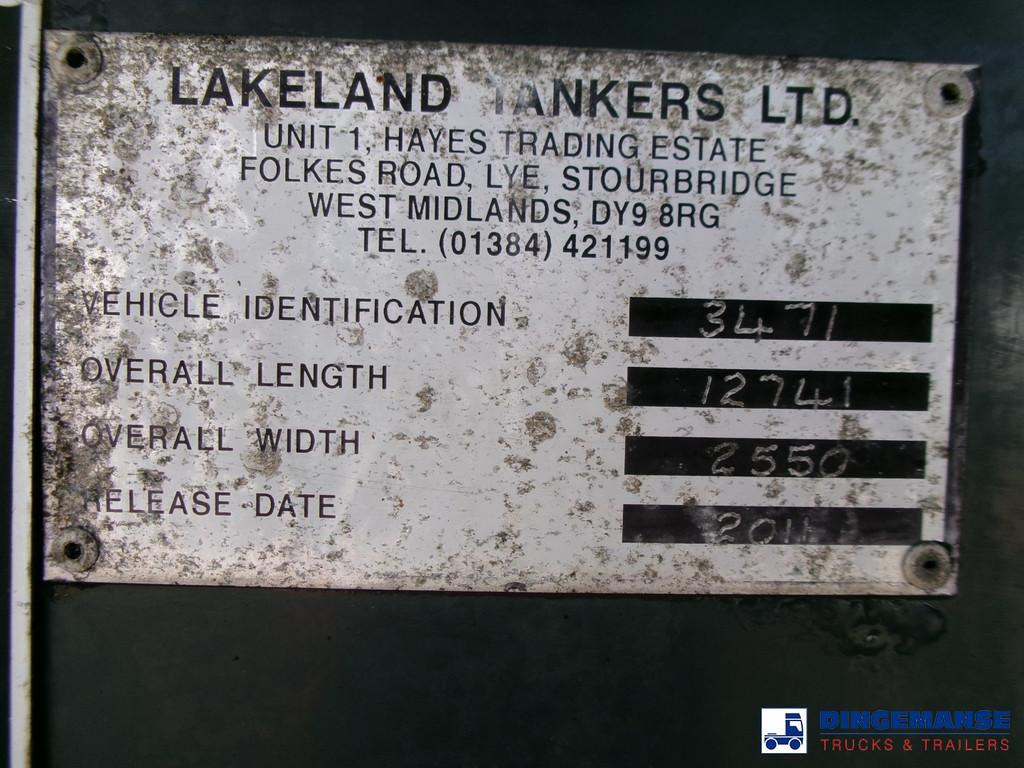 LAKELAND TANKERS LTD.
UNIT 1, HAYES TRADING ESTATE
FOLKES ROAD, LYE, STOURBRIDGE
WEST MIDLANDS, DY9 8RG
TEL. (01384) 421199
VEHICLE IDENTIFICATION 3471
OVERALL LENGTH 12741
OVERALL WIDTH 2550
RELEASE DATE 2011
DINGEMANSE
TRUCKS & TRAILERS